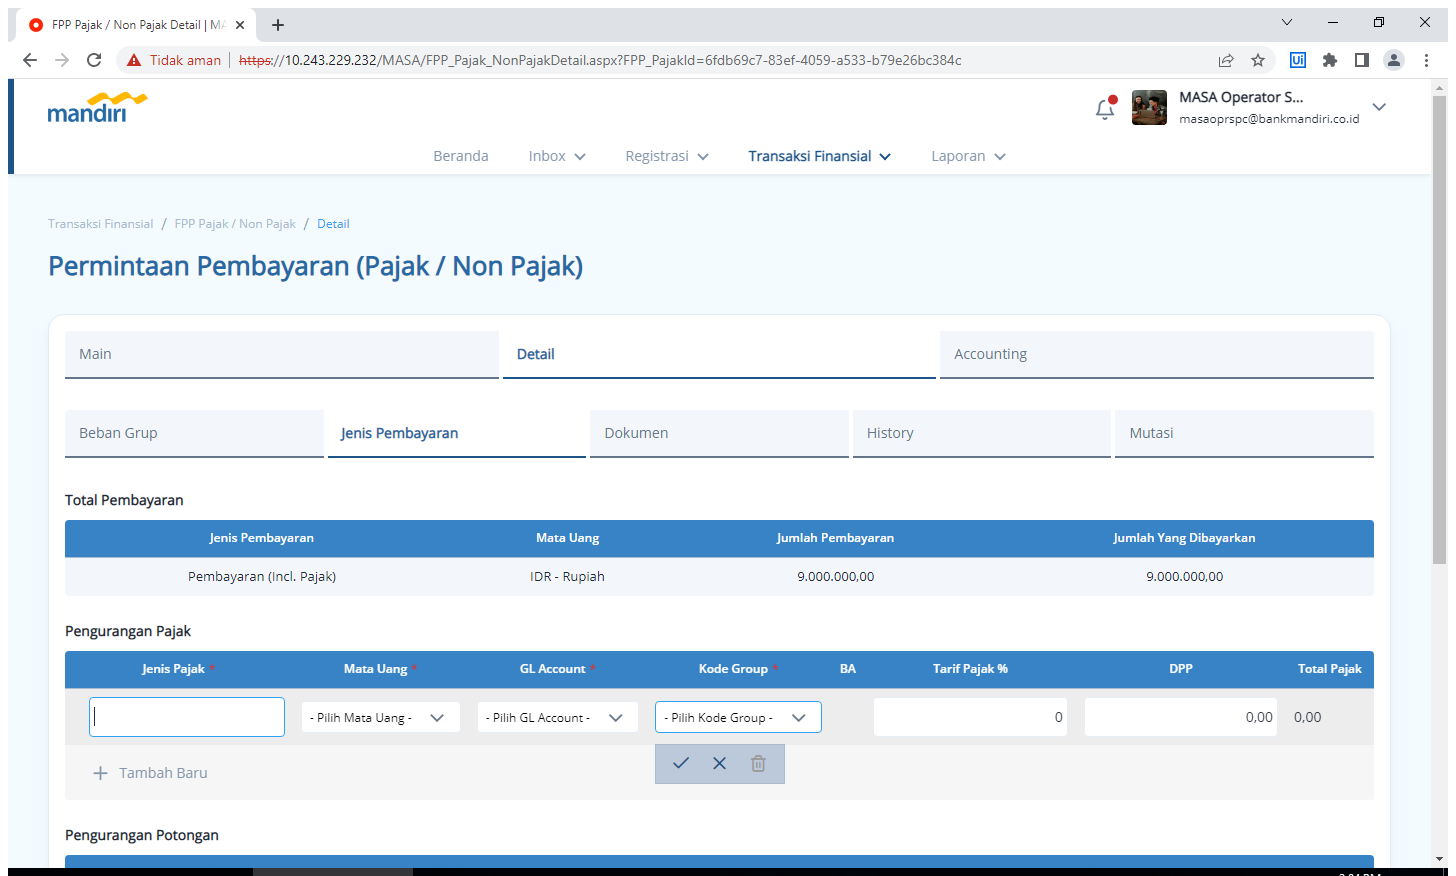 FPP Pajak / Non Pajak Detail | MA
Tidak aman https://10.243.229.232/MASA/FPP_Pajak_NonPajakDetail.aspx?FPP_PajakId=6fdb69c7-83ef-4059-a533-b79e26bc384c
Ui
mandiri
MASA Operator S...
masaoprspc@bankmandiri.co.id
Beranda Inbox Registrasi Transaksi Finansial Laporan
Transaksi Finansial / FPP Pajak / Non Pajak / Detail
Permintaan Pembayaran (Pajak / Non Pajak)
Main Detail Accounting
Beban Grup Jenis Pembayaran Dokumen History Mutasi
Total Pembayaran
Jenis Pembayaran Mata Uang Jumlah Pembayaran Jumlah Yang Dibayarkan
Pembayaran (Incl. Pajak) IDR - Rupiah 9.000.000,00 9.000.000,00
Pengurangan Pajak
Jenis Pajak * Mata Uang * GL Account * Kode Group * BA Tarif Pajak % DPP Total Pajak
- Pilih Mata Uang - - Pilih GL Account - - Pilih Kode Group - 0 0,00 0,00
+ Tambah Baru
Pengurangan Potongan